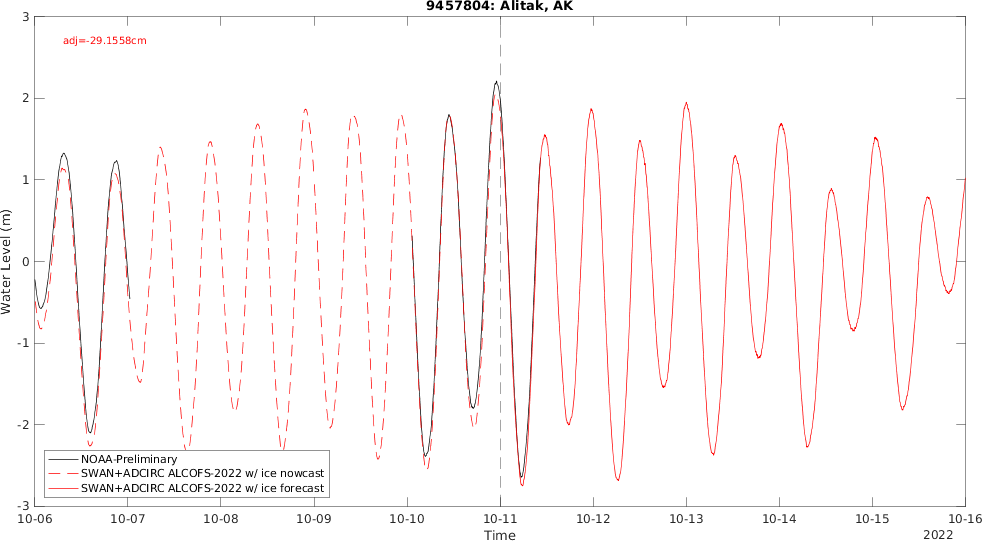 9457804: Alitak, AK
adj=-29.1558cm
3
2
1
0
-1
-2
-3
Water Level (m)
NOAA-Preliminary
SWAN+ADCIRC ALCOFS-2022 w/ ice nowcast
SWAN+ADCIRC ALCOFS-2022 w/ ice forecast
10-06 10-07 10-08 10-09 10-10 10-11 10-12 10-13 10-14 10-15 10-16
Time
2022